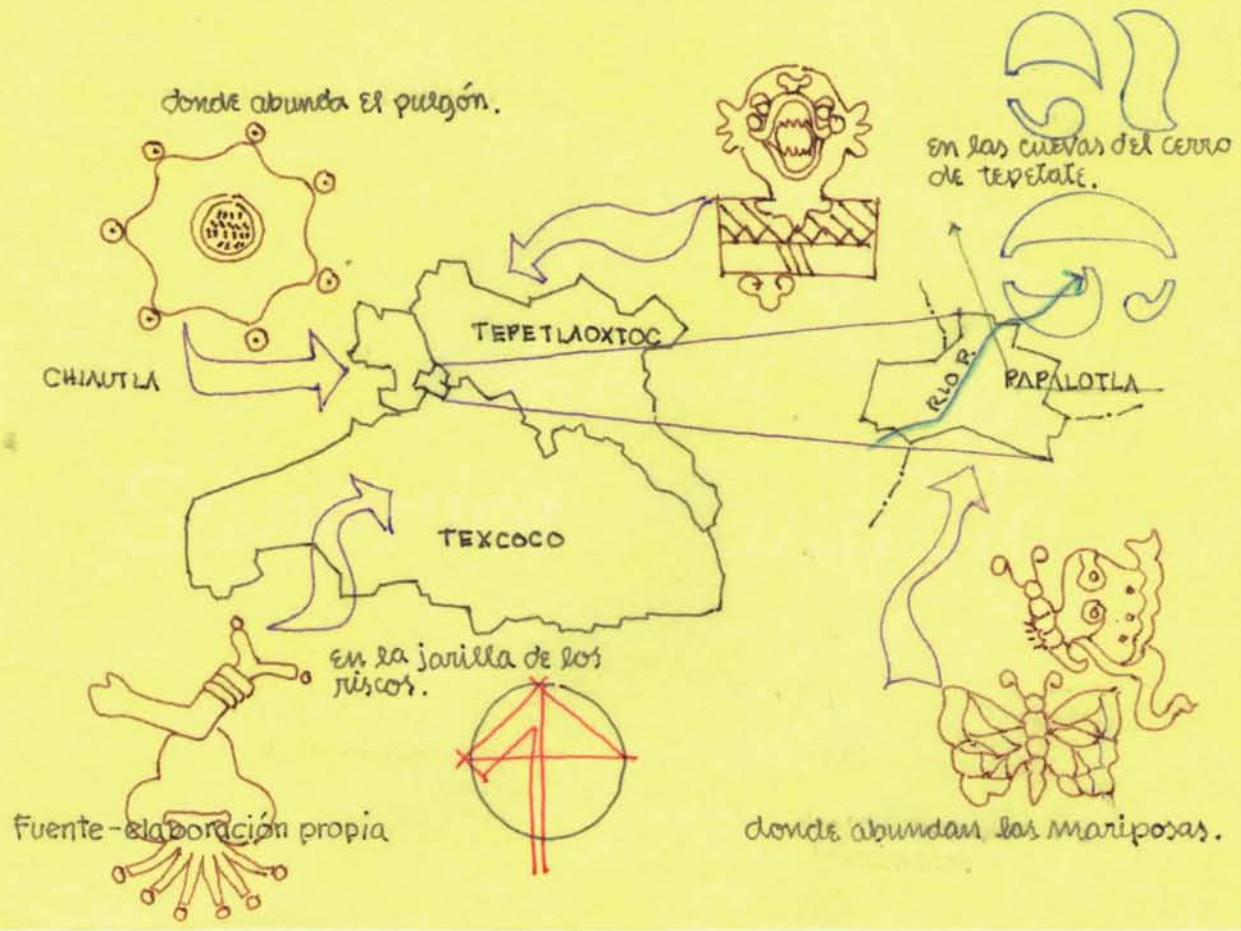 donde abunda el pulgón.
en las cuevas del cerro
de tepetate.
TEPETLAOXTOC
CHIAUTLA
RIO P.
PAPALOTLA
TEXCOCO
en la jarilla de los
riscos.
Fuente-elaboración propia
donde abundan las mariposas.